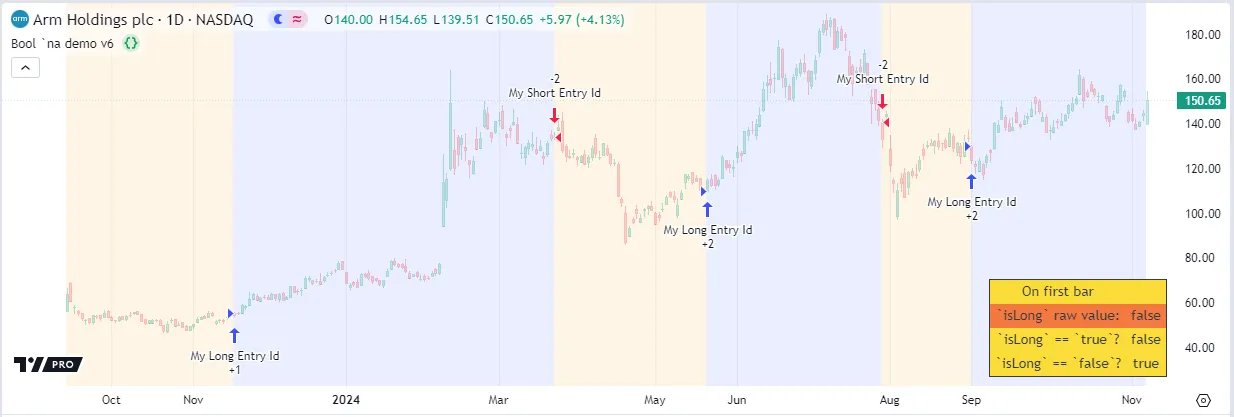 arm Arm Holdings plc · 1D · NASDAQ O140.00 H154.65 L139.51 C150.65 +5.97 (+4.13%)
Bool `na demo v6 {}
180.00
-2
My Short Entry Id
-2
My Short Entry Id
160.00
150.65
140.00
120.00
My Long Entry Id
+2
My Long Entry Id
+2
100.00
80.00
On first bar
`isLong` raw value: false
`isLong` == `true`? false
`isLong` == `false`? true
60.00
40.00
My Long Entry Id
+1
TV PRO
Oct Nov 2024 Mar May Jun Aug Sep Nov